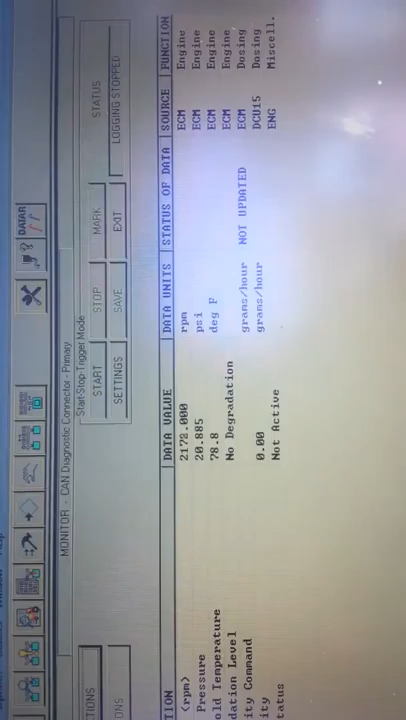 DATAR
MONITOR - CAN Diagnostic Connector - Primary
Start-Stop-Trigger Mode
START STOP MARK STATUS
SETTINGS SAVE EXIT LOGGING STOPPED
TIONS
ONS
TION DATA VALUE DATA UNITS STATUS OF DATA SOURCE FUNCTION
<rpm> 2172.000 rpm ECM Engine
Pressure 20.885 psi ECM Engine
old Temperature 78.8 deg F ECM Engine
dation Level No Degradation ECM Engine
ity Command grams/hour NOT UPDATED ECM Dosing
ity 0.00 grams/hour DCU15 Dosing
tatus Not Active ENG Miscell.